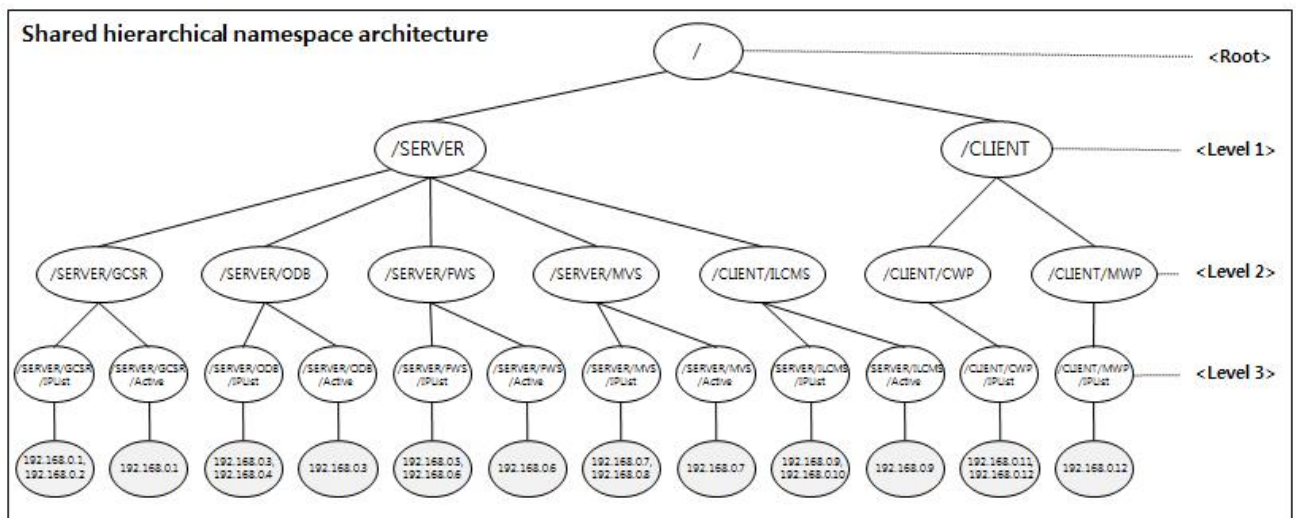 Shared hierarchical namespace architecture
/
<Root>
/SERVER
/CLIENT
<Level 1>
/SERVER/GCSR
/SERVER/ODB
/SERVER/FWS
/SERVER/MVS
/CLIENT/ILCMS
/CLIENT/CWP
/CLIENT/MWP
<Level 2>
/SERVER/GCSR
/IPList
/SERVER/GCSR
/Active
/SERVER/ODB
/IPList
/SERVER/ODB
/Active
/SERVER/FWS
/IPList
/SERVER/FWS
/Active
/SERVER/MVS
/IPList
/SERVER/MVS
/Active
/SERVER/ILCMS
/IPList
/SERVER/ILCMS
/Active
/CLIENT/CWP
/IPList
/CLIENT/MWP
/IPList
<Level 3>
192.168.0.1,
192.168.0.2
192.168.0.1
192.168.0.3,
192.168.0.4
192.168.0.3
192.168.0.5,
192.168.0.6
192.168.0.6
192.168.0.7,
192.168.0.8
192.168.0.7
192.168.0.9,
192.168.0.10
192.168.0.9
192.168.0.11,
192.168.0.12
192.168.0.12